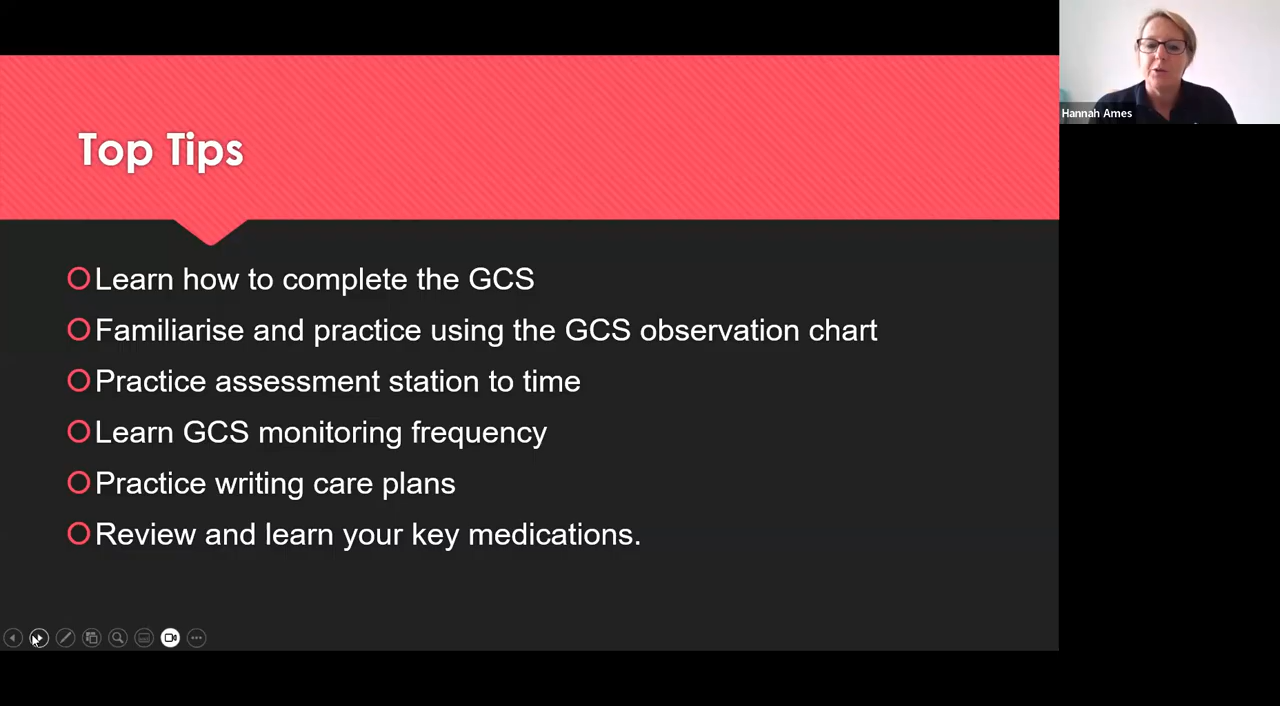 Hannah Ames
Top Tips
Learn how to complete the GCS
Familiarise and practice using the GCS observation chart
Practice assessment station to time
Learn GCS monitoring frequency
Practice writing care plans
Review and learn your key medications.